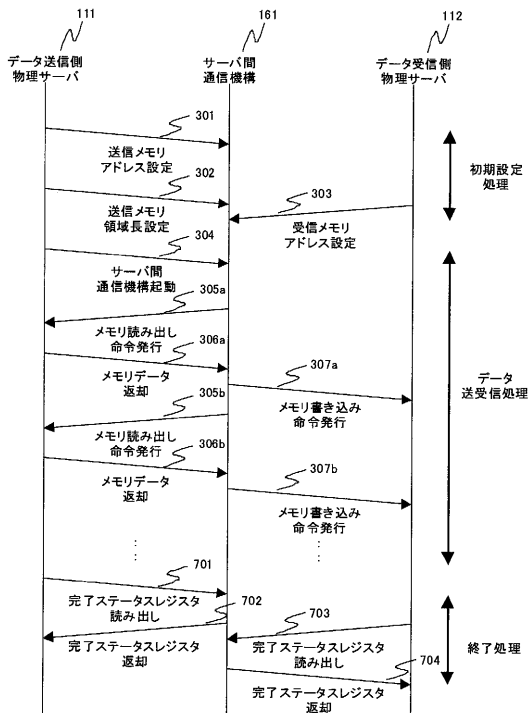 111
161
112
データ送信側
物理サーバ
サーバ間
通信機構
データ受信側
物理サーバ
301
送信メモリ
アドレス設定
302
303
送信メモリ
領域長設定
受信メモリ
アドレス設定
初期設定
処理
304
サーバ間
通信機構起動
305a
メモリ読み出し
命令発行
306a
307a
メモリデータ
返却
メモリ書き込み
命令発行
305b
メモリ読み出し
命令発行
306b
307b
メモリデータ
返却
メモリ書き込み
命令発行
データ
送受信処理
701
完了ステータスレジスタ
読み出し
702
703
完了ステータスレジスタ
返却
完了ステータスレジスタ
読み出し
704
完了ステータスレジスタ
返却
終了処理